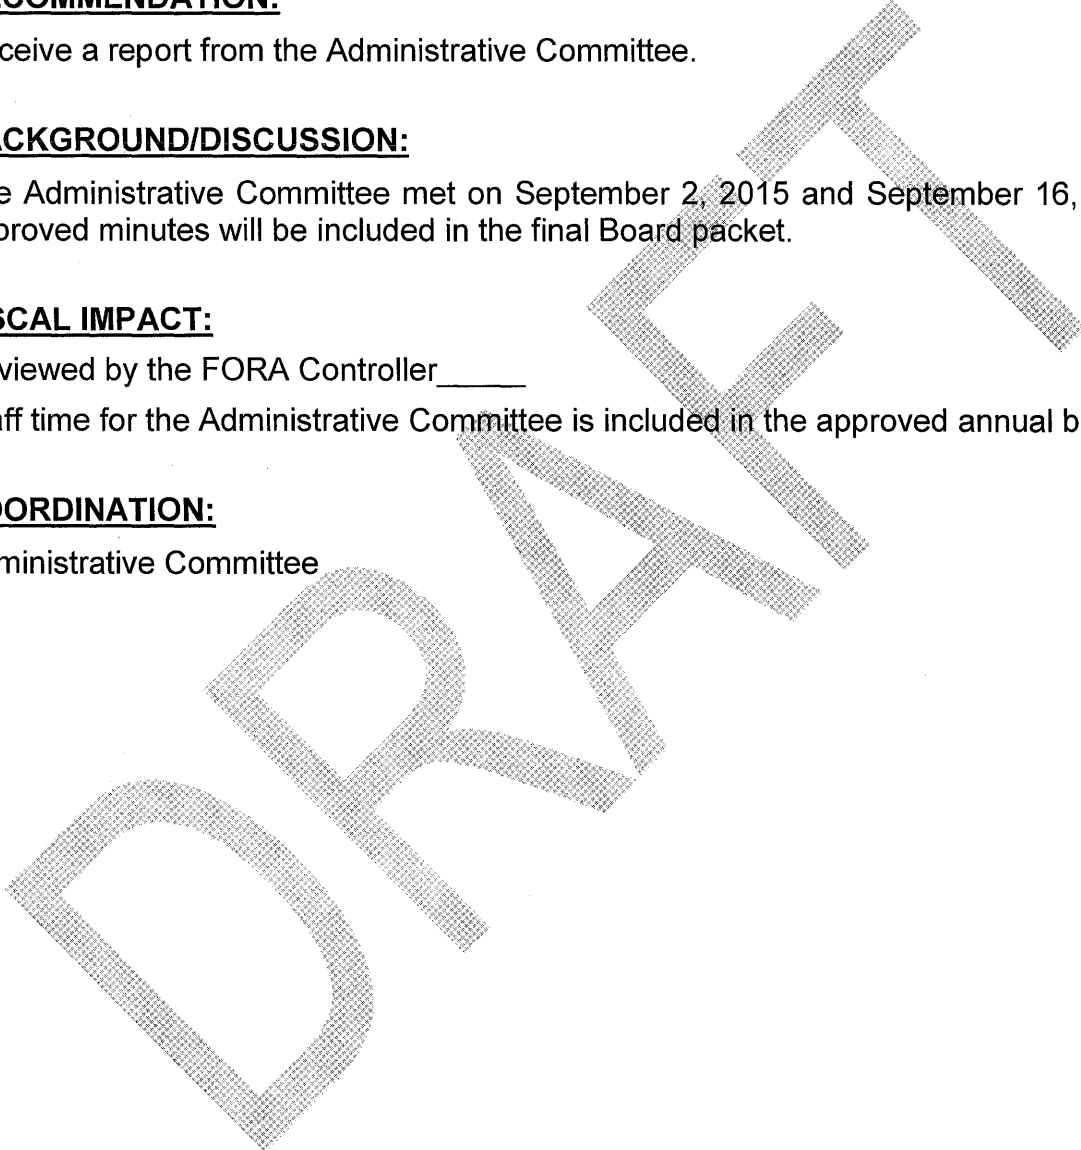 ECOMMENDATION:
ceive a report from the Administrative Committee.
ACKGROUND/DISCUSSION:
e Administrative Committee met on September 2, 2015 and September 16,
proved minutes will be included in the final Board packet.
SCAL IMPACT:
viewed by the FORA Controller_____
aff time for the Administrative Committee is included in the approved annual b
OORDINATION:
ministrative Committee
DRAFT